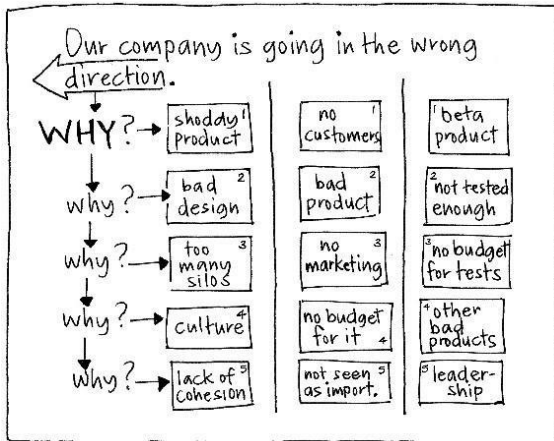 Our company is going in the wrong
direction.
WHY?
shoddy 1
product
no 1
customers
1 beta
product
why?
bad 2
design
bad 2
product
2 not tested
enough
why?
too 3
many
silos
no 3
marketing
3 no budget
for tests
why?
culture 4
no budget
for it 4
4 other
bad
products
why?
lack of 5
cohesion
not seen 5
as import.
5 leader-
ship